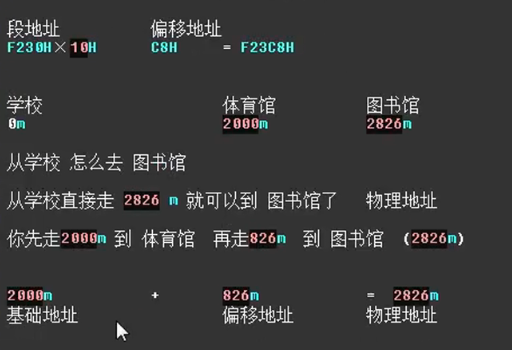 段地址 偏移地址
F230H×10H C8H = F23C8H
学校 体育馆 图书馆
0m 2000m 2826m
从学校 怎么去 图书馆
从学校直接走 2826 m 就可以到 图书馆了 物理地址
你先走2000m 到 体育馆 再走826m 到 图书馆 (2826m)
2000m + 826m = 2826m
基础地址 偏移地址 物理地址